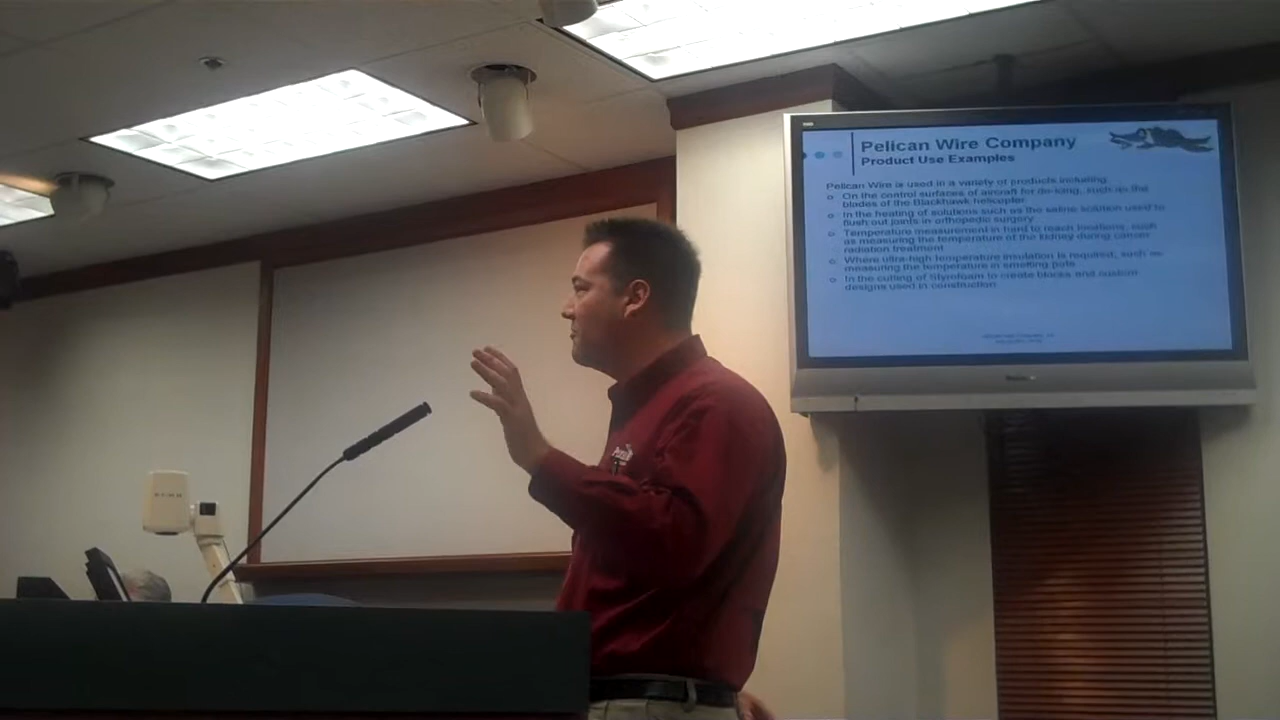 Pelican Wire Company
Product Use Examples
Pelican Wire is used in a variety of products including:
On the control surfaces of aircraft for de-icing, such as the
blades of the Blackhawk helicopter
In the heating of solutions such as the saline solution used to
flush out joints in orthopedic surgery
Temperature measurement in hard to reach locations, such
as measuring the temperature of the kidney during cancer
radiation treatment
Where ultra-high temperature insulation is required, such as
measuring the temperature in smelting pots
In the cutting of Styrofoam to create blocks and custom
designs used in construction